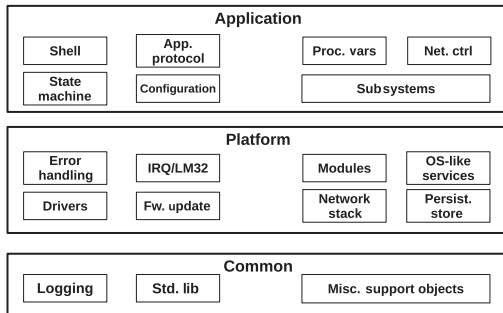 Application
Shell
App.
protocol
Proc. vars
Net. ctrl
State
machine
Configuration
Subsystems
Platform
Error
handling
IRQ/LM32
Modules
OS-like
services
Drivers
Fw. update
Network
stack
Persist.
store
Common
Logging
Std. lib
Misc. support objects